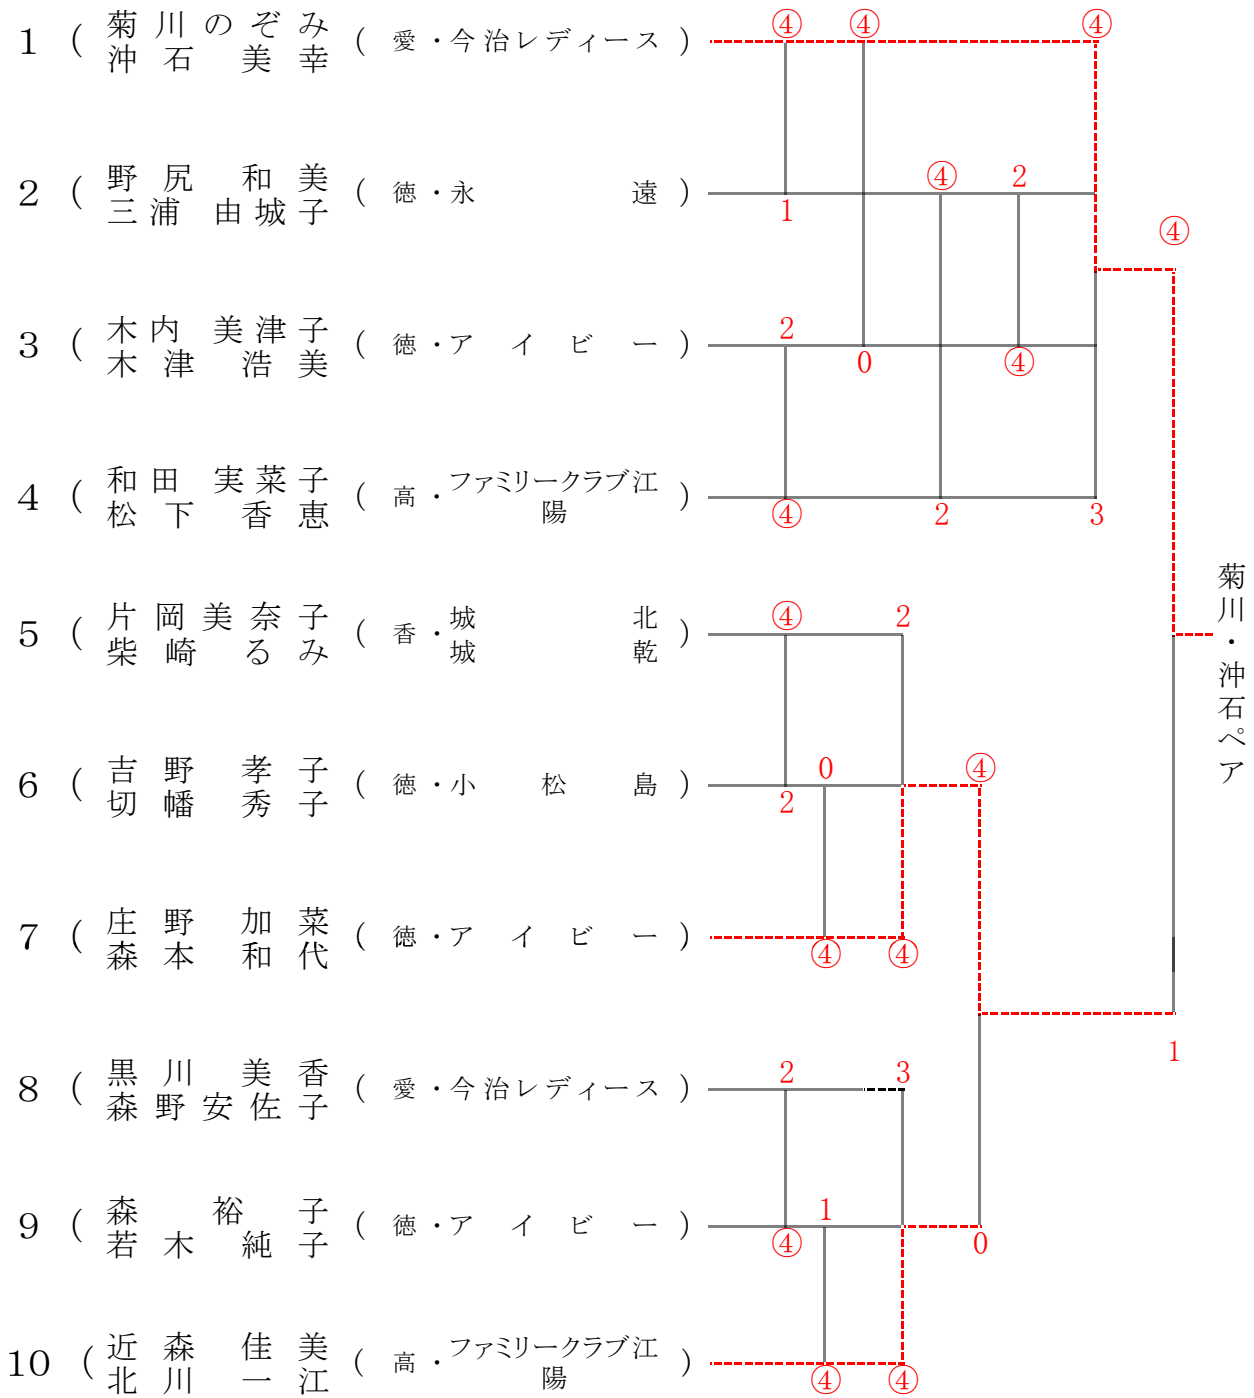 ④ ④ ④
1 ( 菊川のぞみ ( 愛・今治レディース )
沖石 美幸
④ 2
2 ( 野尻 和美 ( 徳・永 遠 )
三浦 由城子
1
④
2
3 ( 木内 美津子 ( 徳・アイビー )
木津 浩美
0 ④
4 ( 和田 実菜子 ( 高・ファミリークラブ江陽 )
松下 香恵
④ 2 3
④ 2
5 ( 片岡美奈子 ( 香・城 北 )
柴崎 るみ 城 乾
菊川・沖石ペア
0 ④
6 ( 吉野 孝子 ( 徳・小松島 )
切幡 秀子
2
7 ( 庄野 加菜 ( 徳・アイビー )
森本 和代
④ ④
1
2 3
8 ( 黒川 美香 ( 愛・今治レディース )
森野安佐子
1
9 ( 森 裕子 ( 徳・アイビー )
若木 純子
④ 0
10 ( 近森 佳美 ( 高・ファミリークラブ江陽 )
北川 一江
④ ④